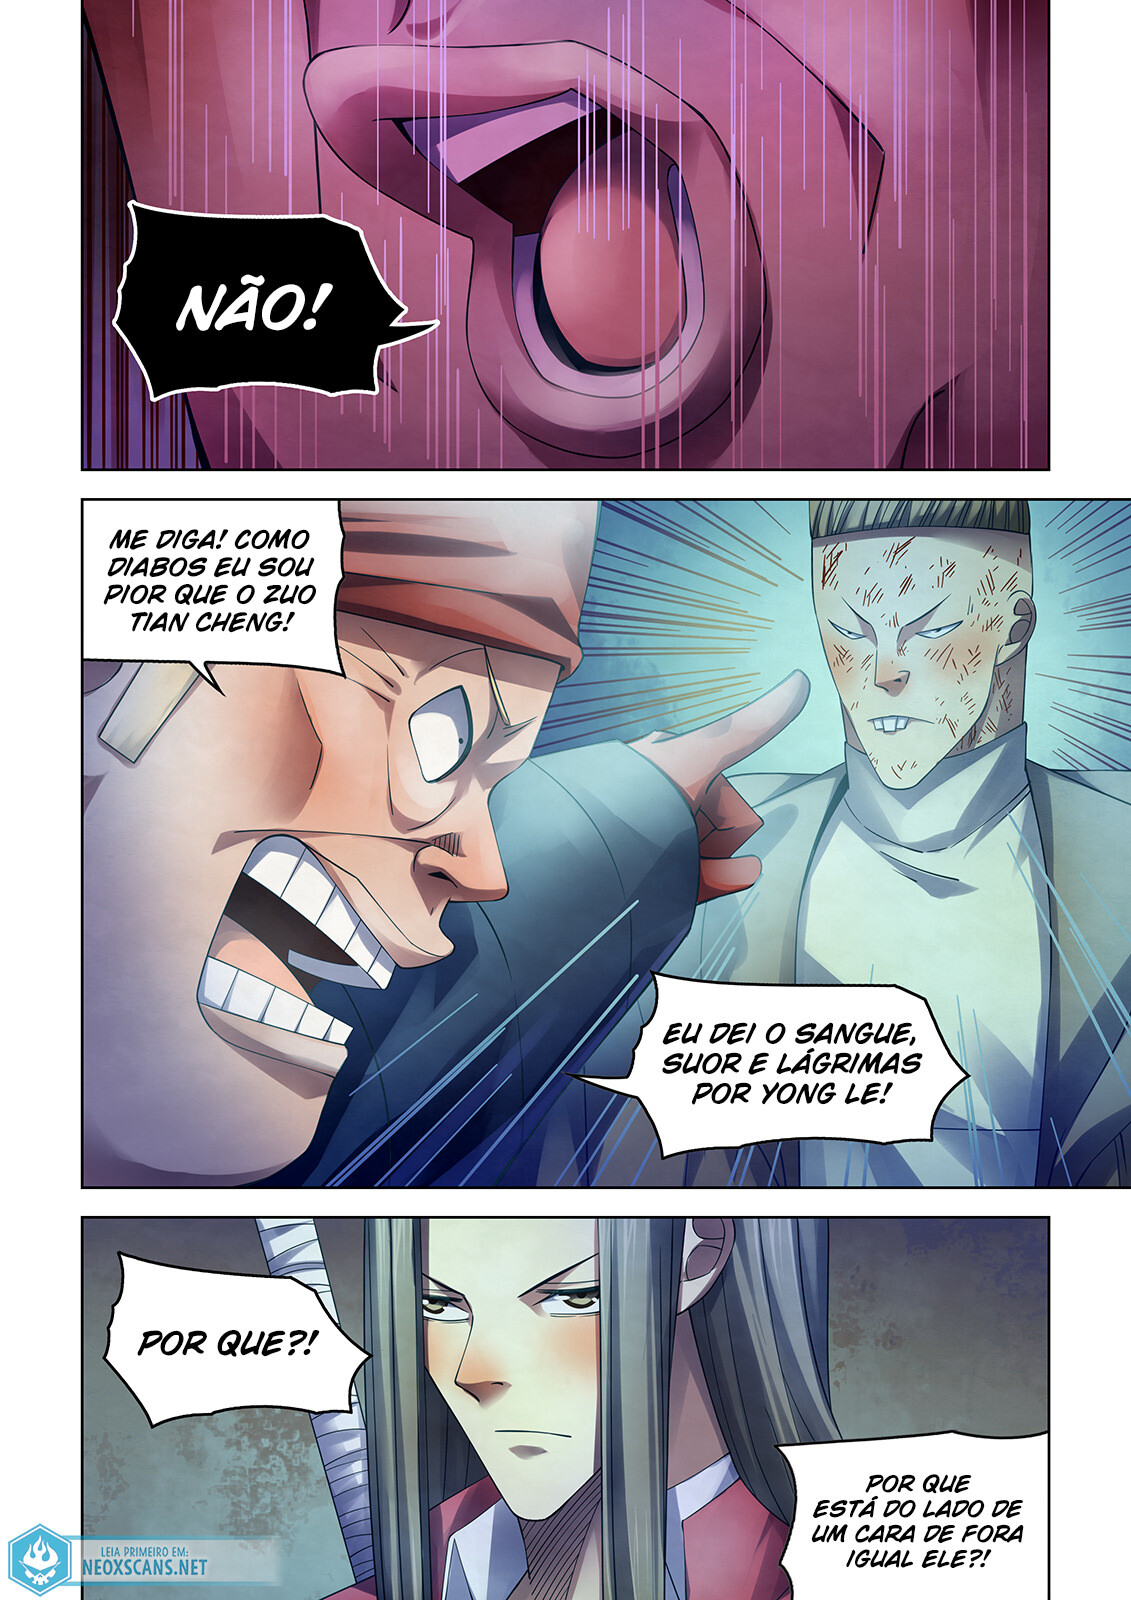 NÃO!
ME DIGA! COMO
DIABOS EU SOU
PIOR QUE O ZUO
TIAN CHENG!
EU DEI O SANGUE,
SUOR E LÁGRIMAS
POR YONG LE!
POR QUE?!
POR QUE
ESTÁ DO LADO DE
UM CARA DE FORA
IGUAL ELE?!
LEIA PRIMEIRO EM:
NEOXSCANS.NET